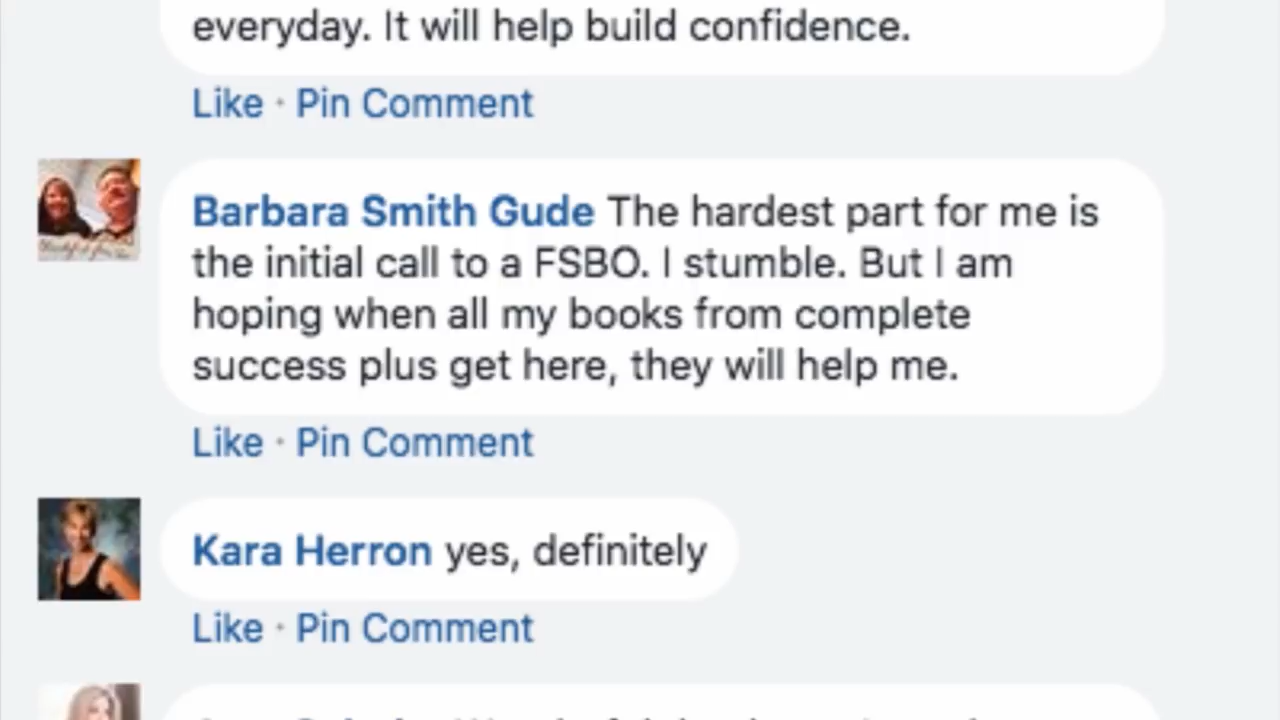 everyday. It will help build confidence.
Like · Pin Comment
Barbara Smith Gude The hardest part for me is
the initial call to a FSBO. I stumble. But I am
hoping when all my books from complete
success plus get here, they will help me.
Like · Pin Comment
Kara Herron yes, definitely
Like · Pin Comment